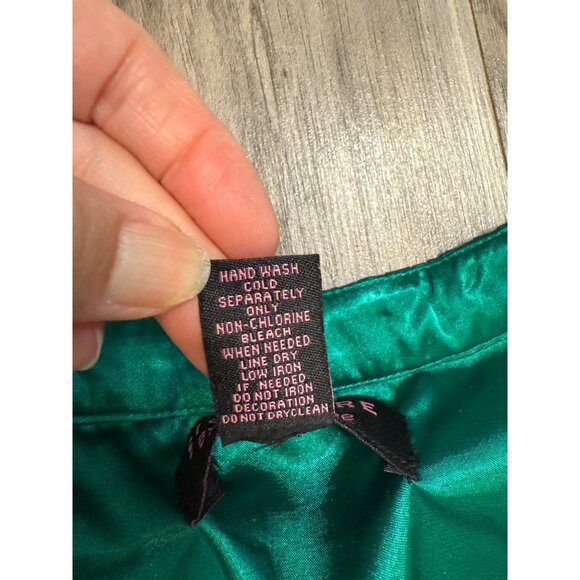 HAND WASH
COLD
SEPARATELY
ONLY
NON-CHLORINE
BLEACH
WHEN NEEDED
LINE DRY
LOW IRON
IF NEEDED
DO NOT IRON
DECORATION
DO NOT DRYCLEAN